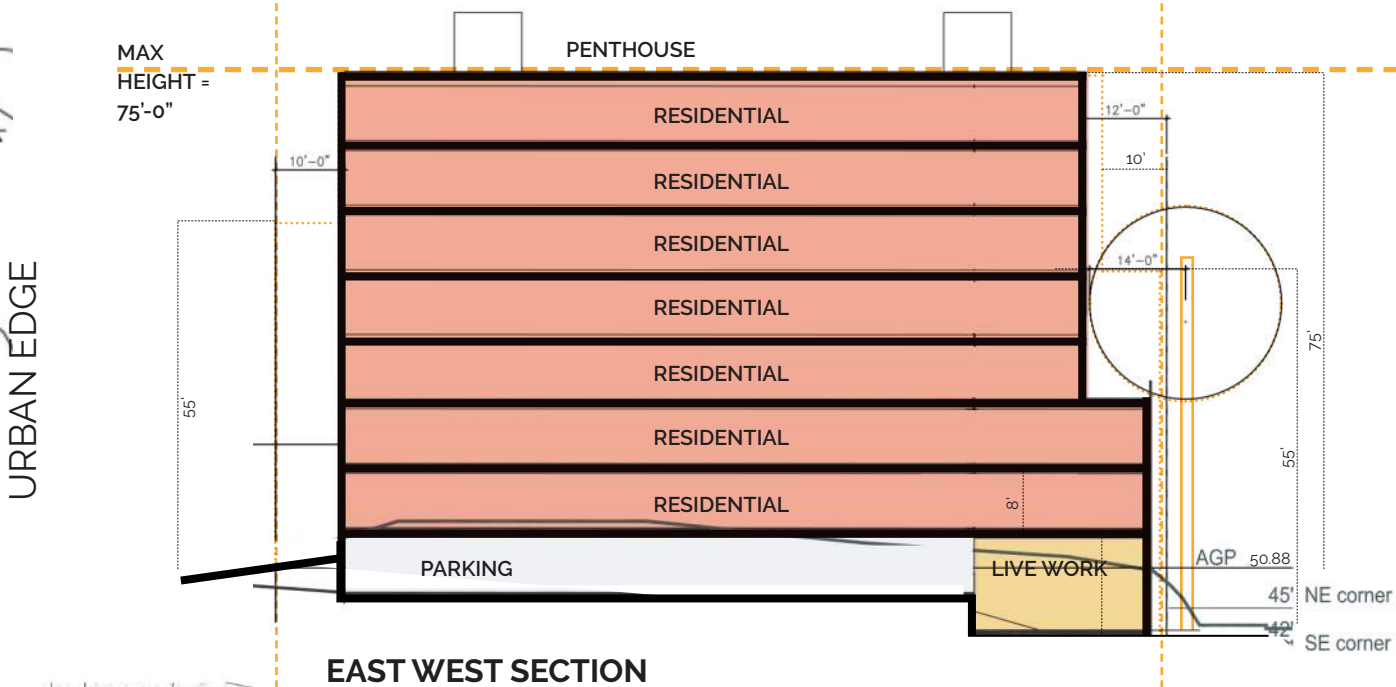 MAX
HEIGHT =
75'-0"
PENTHOUSE
RESIDENTIAL
12'-0"
10'-0"
10'
RESIDENTIAL
RESIDENTIAL
14'-0"
RESIDENTIAL
75'
RESIDENTIAL
55'
RESIDENTIAL
55'
RESIDENTIAL
8'
URBAN EDGE
PARKING
LIVE WORK
AGP 50.88
45' NE corner
42' SE corner
EAST WEST SECTION